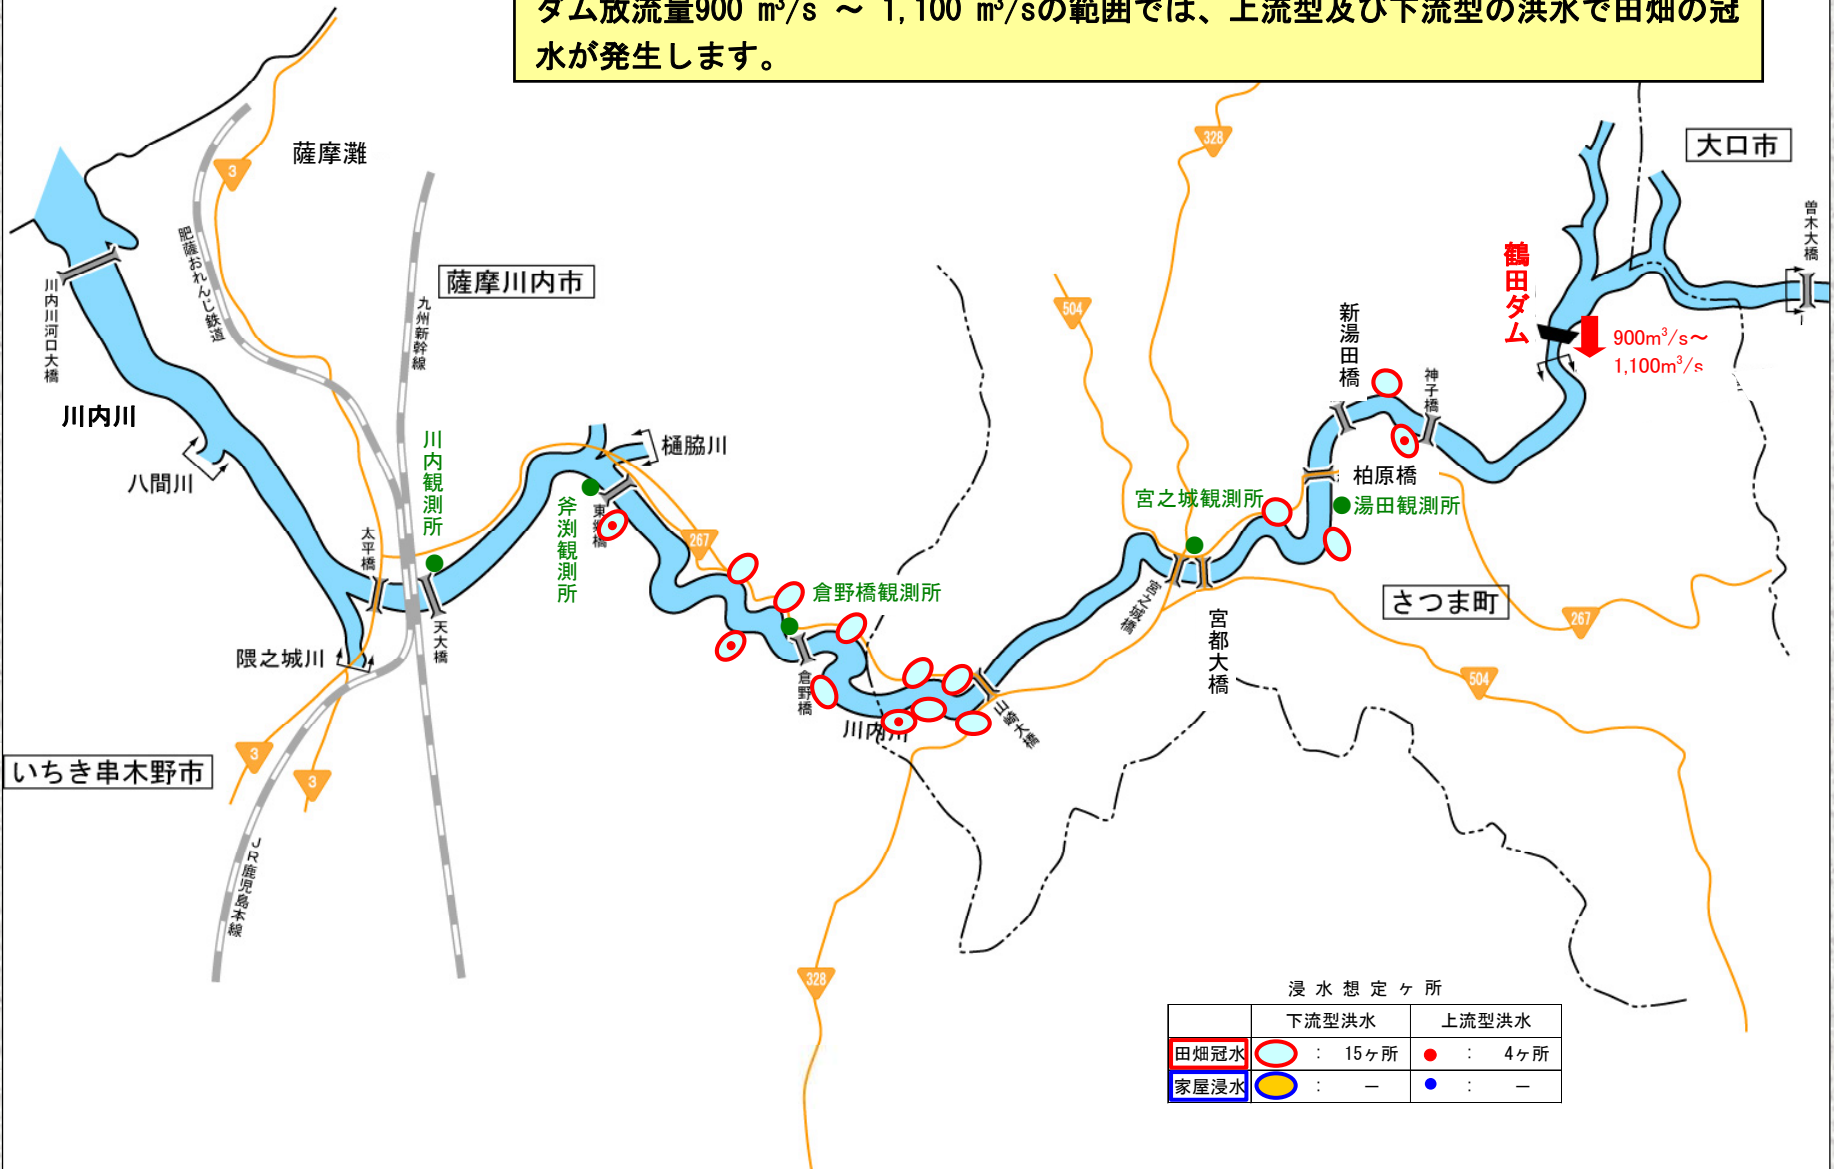 ダム放流量900 m³/s ～ 1,100 m³/sの範囲では、上流型及び下流型の洪水で田畑の冠
水が発生します。
大口市
曽木大橋
328
薩摩灘
3
肥薩おれんじ鉄道
薩摩川内市
九州新幹線
川内川河口大橋
鶴田ダム
900m³/s～
1,100m³/s
504
新湯田橋
神子橋
川内川
川内観測所
樋脇川
八間川
柏原橋
宮之城観測所
湯田観測所
斧渕観測所
東郷橋
太平橋
267
倉野橋観測所
さつま町
267
宮之城橋
宮都大橋
天大橋
隈之城川
倉野橋
504
山崎大橋
川内川
3
3
いちき串木野市
JR鹿児島本線
328
浸水想定ヶ所
下流型洪水 上流型洪水
田畑冠水 ： 15ヶ所 ： 4ヶ所
家屋浸水 ： － ： －